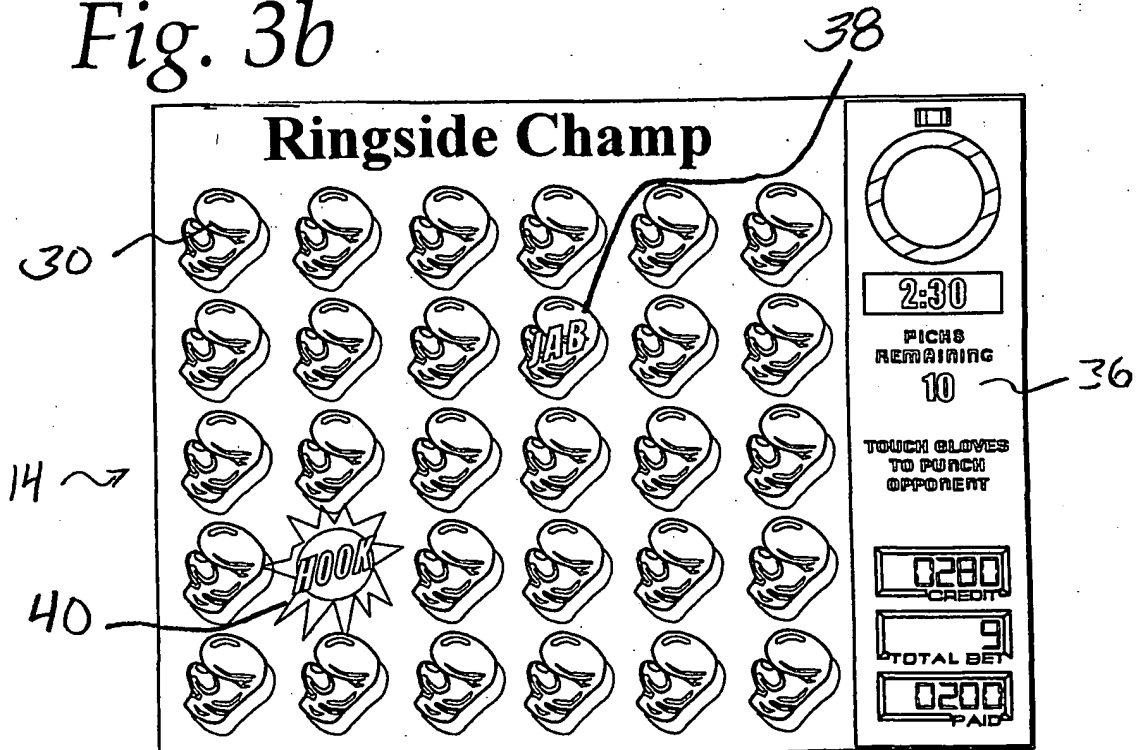 Fig. 3b
38
Ringside Champ
30
2:30
PICKS
REMAINING
10
36
JAB
TOUCH GLOVES
TO PUNCH
OPPONENT
14
HOOK
0280
CREDIT
40
9
TOTAL BET
0200
PAID